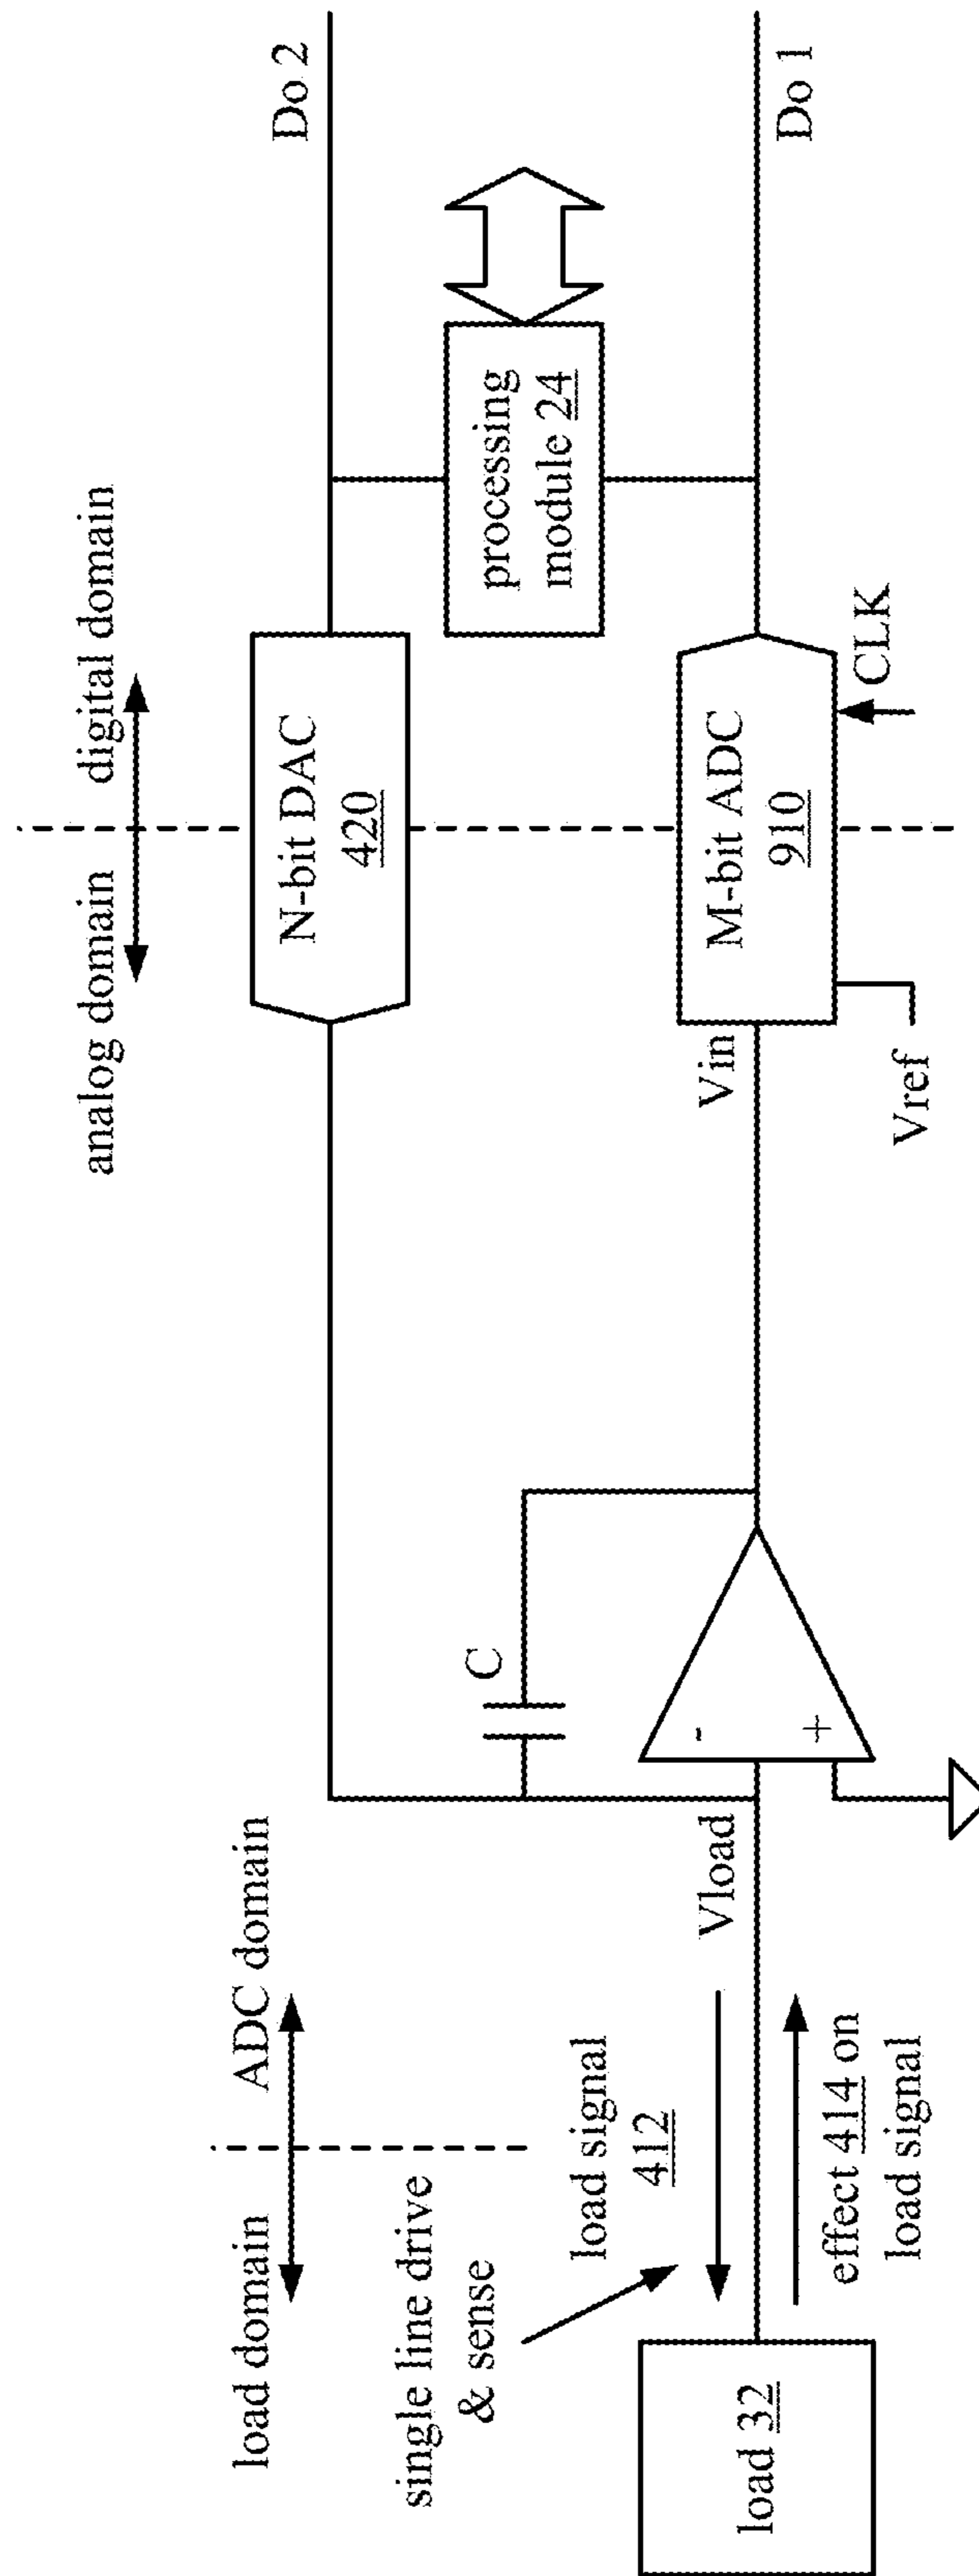 analog domain
digital domain
load domain
ADC domain
single line drive
& sense
N-bit DAC
420
Do 2
C
processing
module 24
load signal
412
Vload
-
+
Vin
M-bit ADC
910
Do 1
load 32
effect 414 on
load signal
Vref
CLK